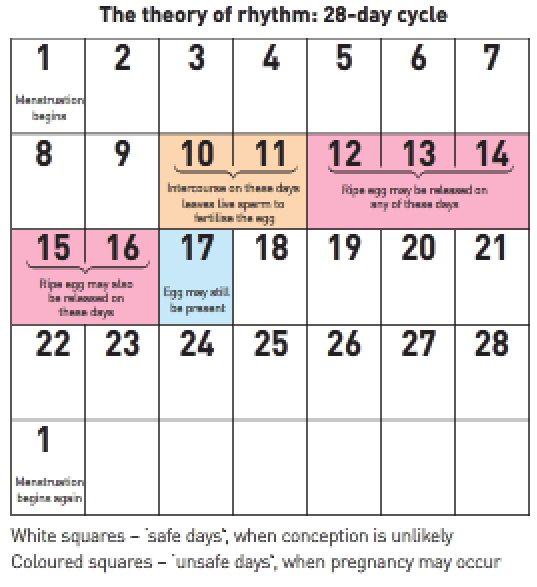 The theory of rhythm: 28-day cycle
1 2 3 4 5 6 7
Menstruation
begins
8 9 10 11 12 13 14
Intercourse on these days
leaves live sperm to
fertilise the egg
Ripe egg may be released on
any of these days
15 16 17 18 19 20 21
Ripe egg may also
be released on
these days
Egg may still
be present
22 23 24 25 26 27 28
1
Menstruation
begins again
White squares – 'safe days', when conception is unlikely
Coloured squares – 'unsafe days', when pregnancy may occur